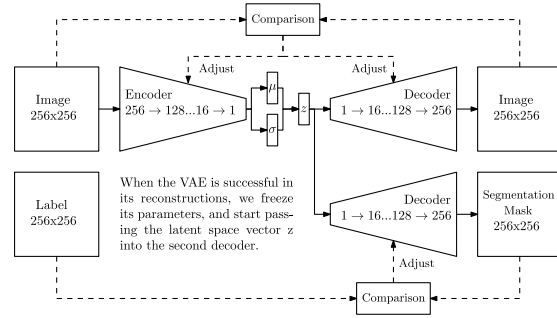 Comparison
Adjust
Adjust
Image
256x256
Encoder
256 → 128...16 → 1
μ
σ
z
Decoder
1 → 16...128 → 256
Image
256x256
Label
256x256
When the VAE is successful in
its reconstructions, we freeze
its parameters, and start pass-
ing the latent space vector z
into the second decoder.
Decoder
1 → 16...128 → 256
Segmentation
Mask
256x256
Adjust
Comparison